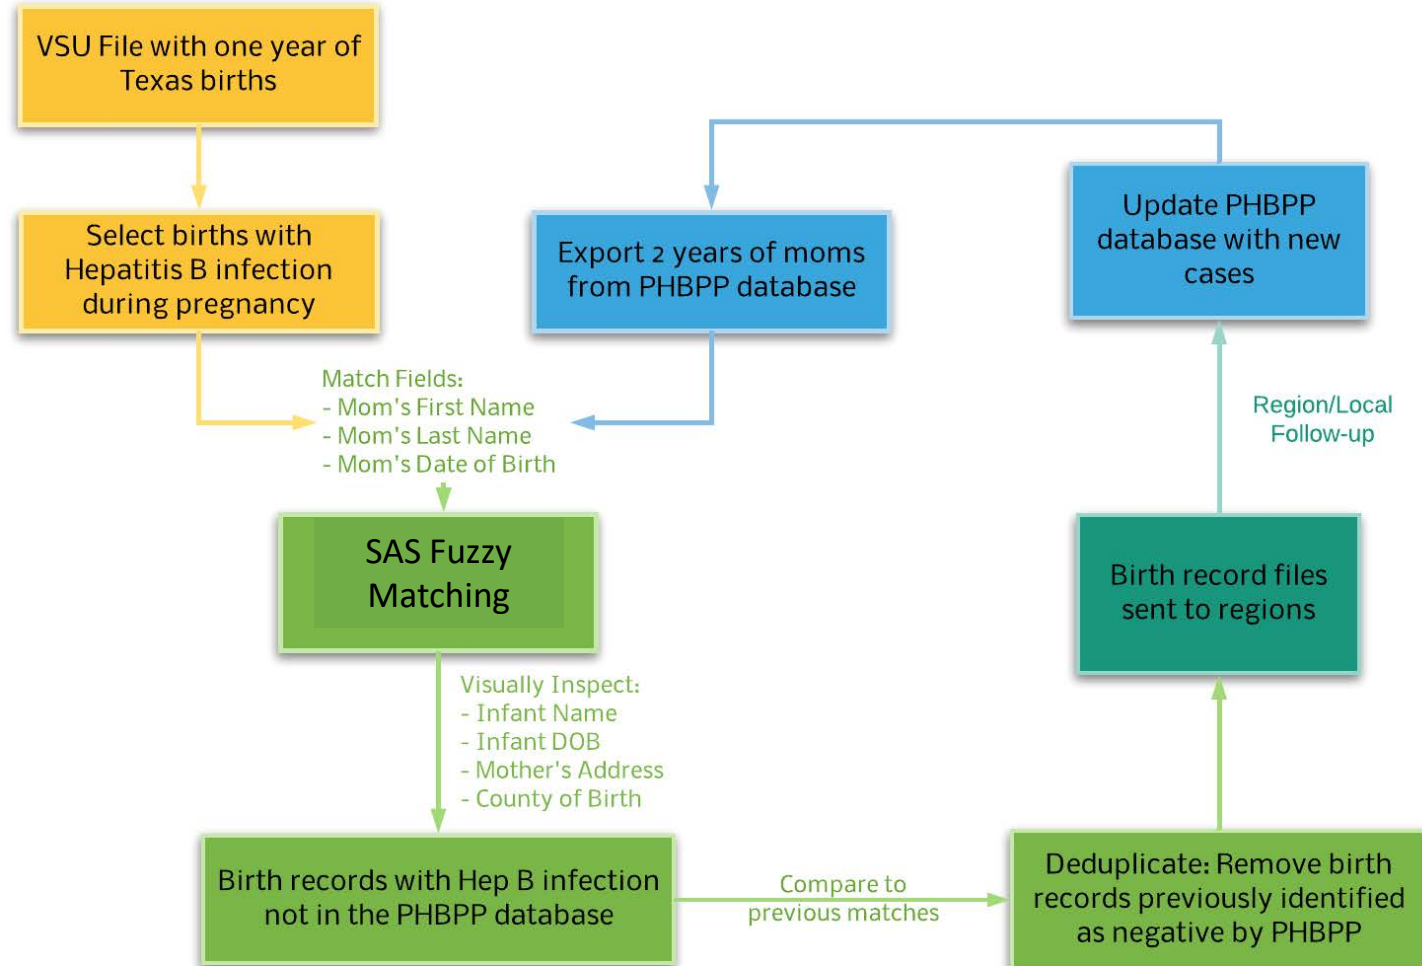 VSU File with one year of
Texas births
Select births with
Hepatitis B infection
during pregnancy
Export 2 years of moms
from PHBPP database
Update PHBPP
database with new
cases
Match Fields:
- Mom's First Name
- Mom's Last Name
- Mom's Date of Birth
Region/Local
Follow-up
SAS Fuzzy
Matching
Birth record files
sent to regions
Visually Inspect:
- Infant Name
- Infant DOB
- Mother's Address
- County of Birth
Birth records with Hep B infection
not in the PHBPP database
Compare to
previous matches
Deduplicate: Remove birth
records previously identified
as negative by PHBPP